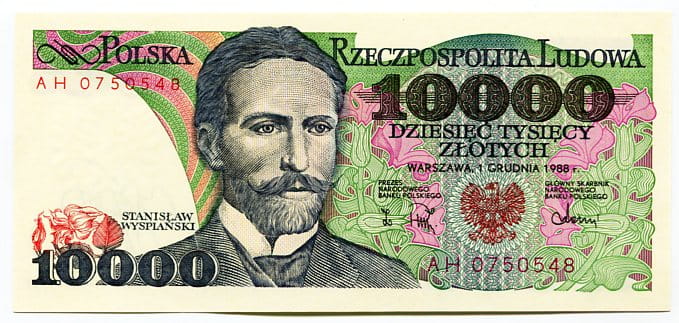 POLSKA
RZECZPOSPOLITA LUDOWA
AH 0750548
10000
DZIESIĘĆ TYSIĘCY
ZŁOTYCH
WARSZAWA, 1 GRUDNIA 1988 r.
PREZES
NARODOWEGO
BANKU POLSKIEGO
GŁÓWNY SKARBNIK
NARODOWEGO
BANKU POLSKIEGO
STANISŁAW
WYSPIAŃSKI
10000
AH 0750548